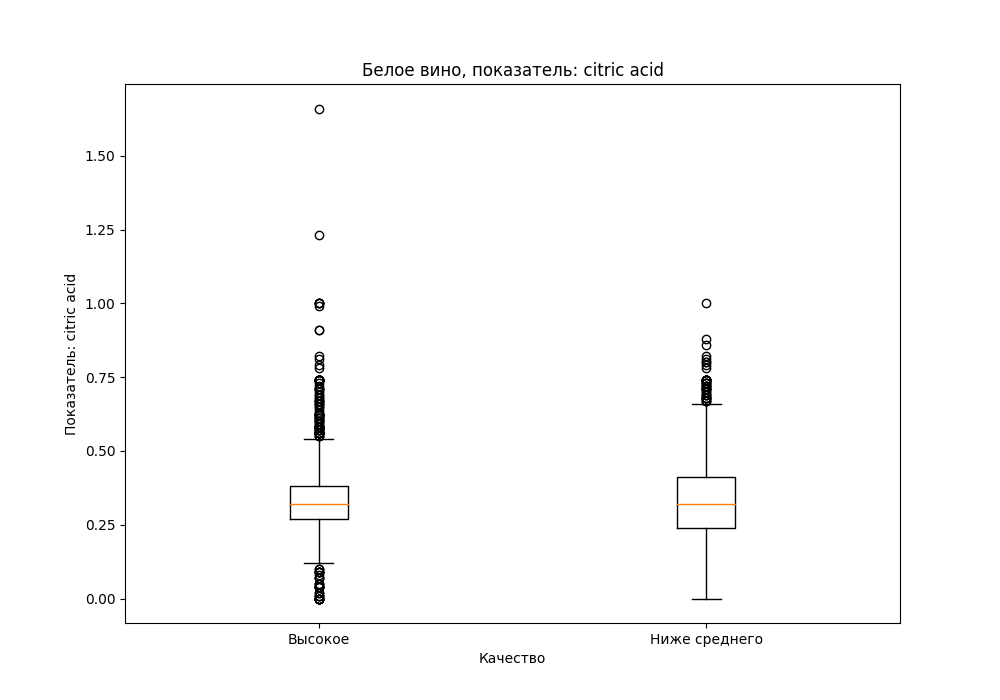 Белое вино, показатель: citric acid
Показатель: citric acid
1.50
1.25
1.00
0.75
0.50
0.25
0.00
Высокое
Ниже среднего
Качество